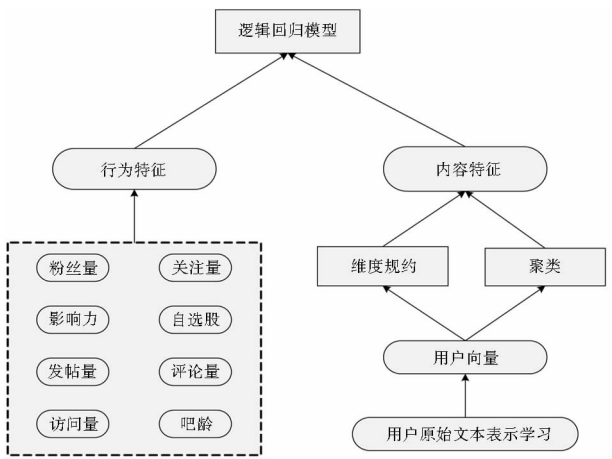 逻辑回归模型
行为特征
内容特征
粉丝量
关注量
维度规约
聚类
影响力
自选股
用户向量
发帖量
评论量
访问量
吧龄
用户原始文本表示学习